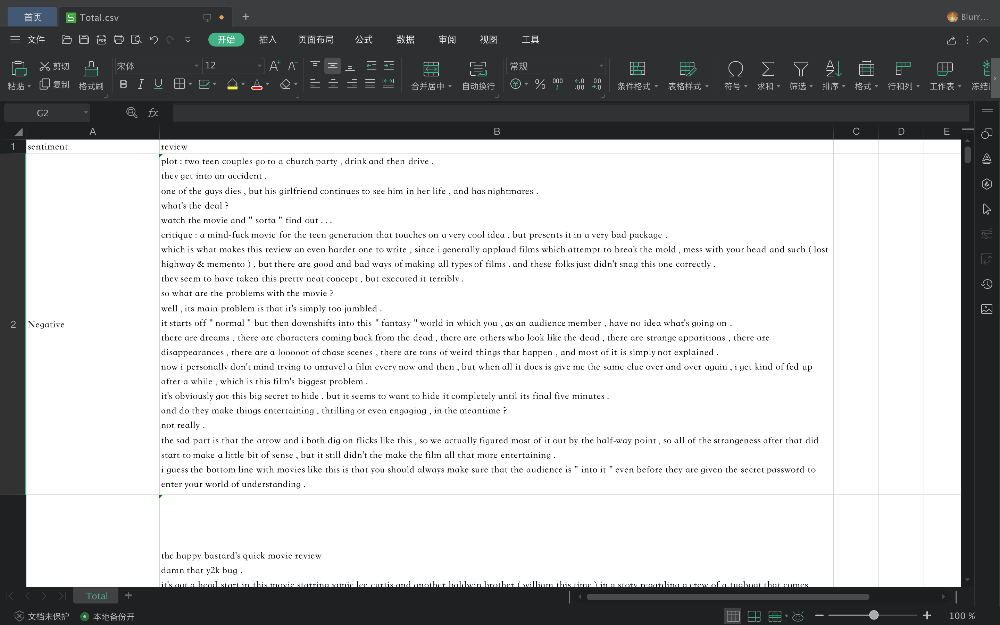 首页 Total.csv Blurr...
文件 开始 插入 页面布局 公式 数据 审阅 视图 工具
宋体 12 常规
粘贴 剪切 复制 格式刷 合并居中 自动换行 条件格式 表格样式 符号 求和 筛选 排序 格式 行和列 工作表 冻结
G2 fx
A B C D E
1 sentiment review
plot : two teen couples go to a church party , drink and then drive .
they get into an accident .
one of the guys dies , but his girlfriend continues to see him in her life , and has nightmares .
what's the deal ?
watch the movie and " sorta " find out . . .
critique : a mind-fuck movie for the teen generation that touches on a very cool idea , but presents it in a very bad package .
which is what makes this review an even harder one to write , since i generally applaud films which attempt to break the mold , mess with your head and such ( lost
highway & memento ) , but there are good and bad ways of making all types of films , and these folks just didn't snag this one correctly .
they seem to have taken this pretty neat concept , but executed it terribly .
so what are the problems with the movie ?
well , its main problem is that it's simply too jumbled .
2 Negative
it starts off " normal " but then downshifts into this " fantasy " world in which you , as an audience member , have no idea what's going on .
there are dreams , there are characters coming back from the dead , there are others who look like the dead , there are strange apparitions , there are
disappearances , there are a looooot of chase scenes , there are tons of weird things that happen , and most of it is simply not explained .
now i personally don't mind trying to unravel a film every now and then , but when all it does is give me the same clue over and over again , i get kind of fed up
after a while , which is this film's biggest problem .
it's obviously got this big secret to hide , but it seems to want to hide it completely until its final five minutes .
and do they make things entertaining , thrilling or even engaging , in the meantime ?
not really .
the sad part is that the arrow and i both dig on flicks like this , so we actually figured most of it out by the half-way point , so all of the strangeness after that did
start to make a little bit of sense , but it still didn't the make the film all that more entertaining .
i guess the bottom line with movies like this is that you should always make sure that the audience is " into it " even before they are given the secret password to
enter your world of understanding .
the happy bastard's quick movie review
damn that y2k bug .
it's got a head start in this movie starring jamie lee curtis and another baldwin brother ( william this time ) in a story regarding a crew of a tugboat that comes
Total
文档未保护 本地备份开 100 %